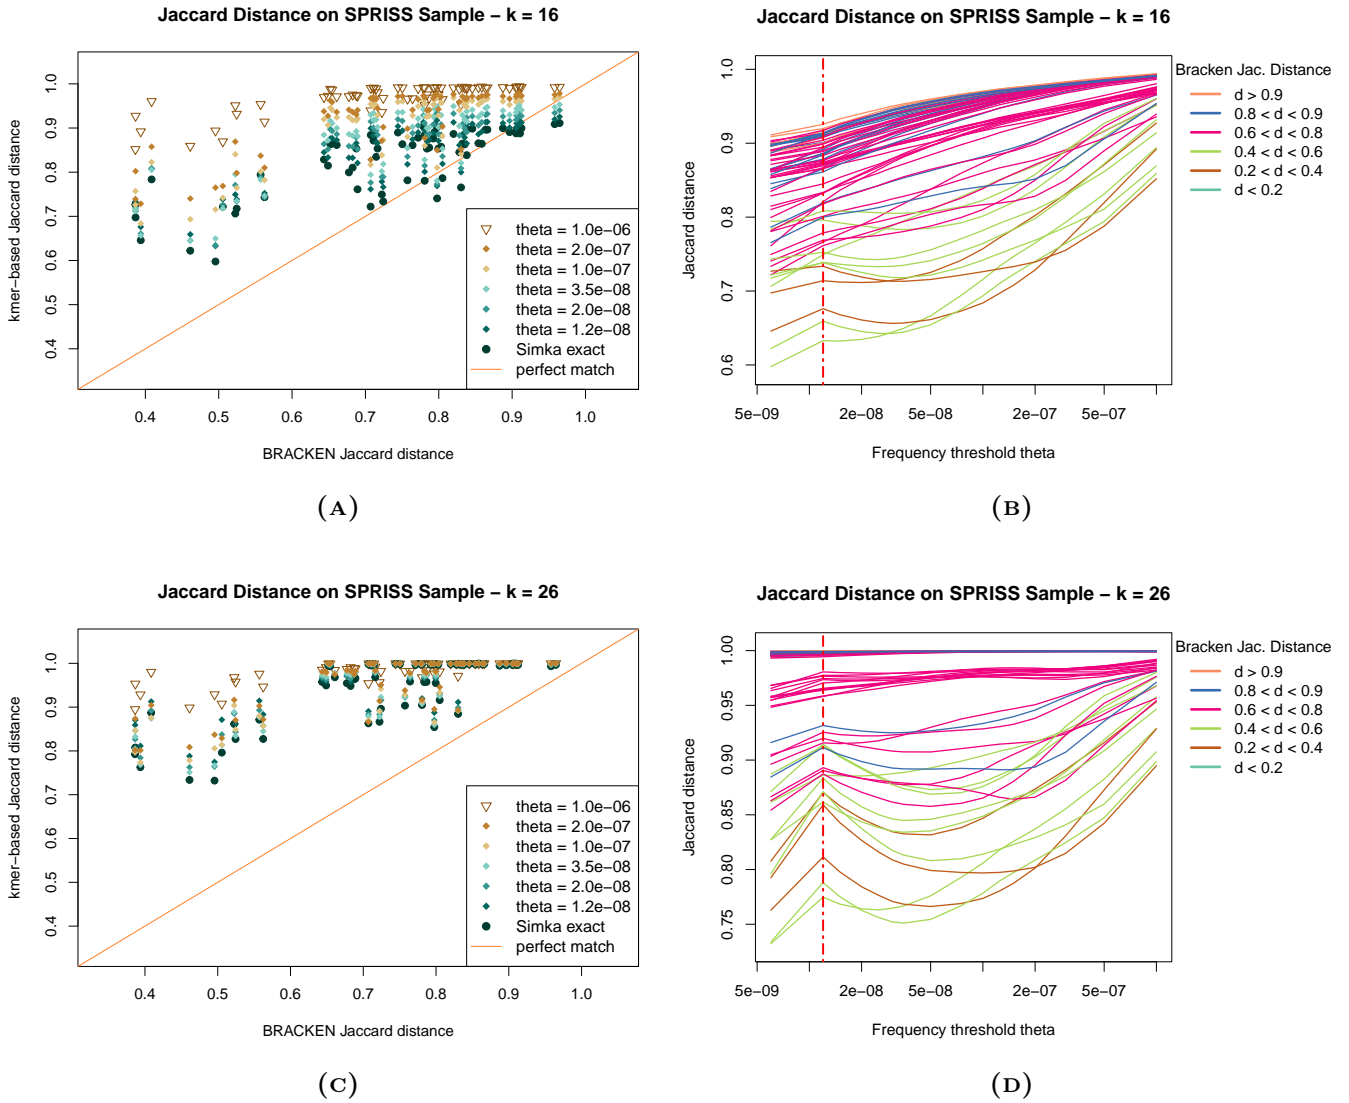 Jaccard Distance on SPRISS Sample − k = 16
kmer−based Jaccard distance
1.0
0.9
0.8
0.7
0.6
0.5
0.4
theta = 1.0e−06
theta = 2.0e−07
theta = 1.0e−07
theta = 3.5e−08
theta = 2.0e−08
theta = 1.2e−08
Simka exact
perfect match
0.4 0.5 0.6 0.7 0.8 0.9 1.0
BRACKEN Jaccard distance
(A)
Jaccard Distance on SPRISS Sample − k = 16
Jaccard distance
1.0
0.9
0.8
0.7
0.6
5e−09 2e−08 5e−08 2e−07 5e−07
Frequency threshold theta
Bracken Jac. Distance
d > 0.9
0.8 < d < 0.9
0.6 < d < 0.8
0.4 < d < 0.6
0.2 < d < 0.4
d < 0.2
(B)
Jaccard Distance on SPRISS Sample − k = 26
kmer−based Jaccard distance
1.0
0.9
0.8
0.7
0.6
0.5
0.4
theta = 1.0e−06
theta = 2.0e−07
theta = 1.0e−07
theta = 3.5e−08
theta = 2.0e−08
theta = 1.2e−08
Simka exact
perfect match
0.4 0.5 0.6 0.7 0.8 0.9 1.0
BRACKEN Jaccard distance
(C)
Jaccard Distance on SPRISS Sample − k = 26
Jaccard distance
1.00
0.95
0.90
0.85
0.80
0.75
5e−09 2e−08 5e−08 2e−07 5e−07
Frequency threshold theta
Bracken Jac. Distance
d > 0.9
0.8 < d < 0.9
0.6 < d < 0.8
0.4 < d < 0.6
0.2 < d < 0.4
d < 0.2
(D)